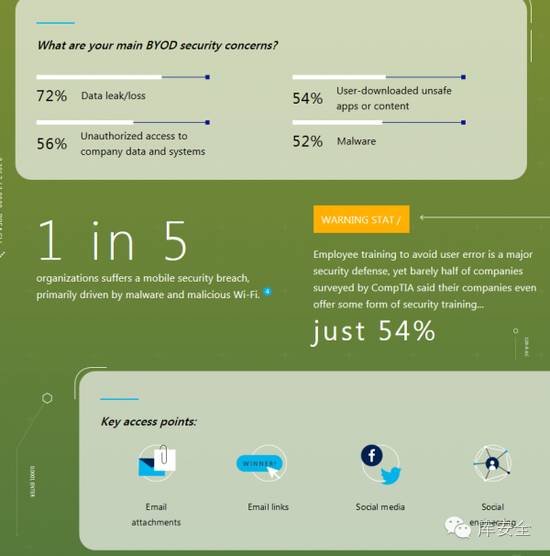 What are your main BYOD security concerns?
72% Data leak/loss
54% User-downloaded unsafe
apps or content
56% Unauthorized access to
company data and systems
52% Malware
1 in 5
organizations suffers a mobile security breach,
primarily driven by malware and malicious Wi-Fi. 4
WARNING STAT /
Employee training to avoid user error is a major
security defense, yet barely half of companies
surveyed by CompTIA said their companies even
offer some form of security training...
just 54%
Key access points:
WINNER!
Email
attachments
Email links
Social media
Social
engineering
库安全